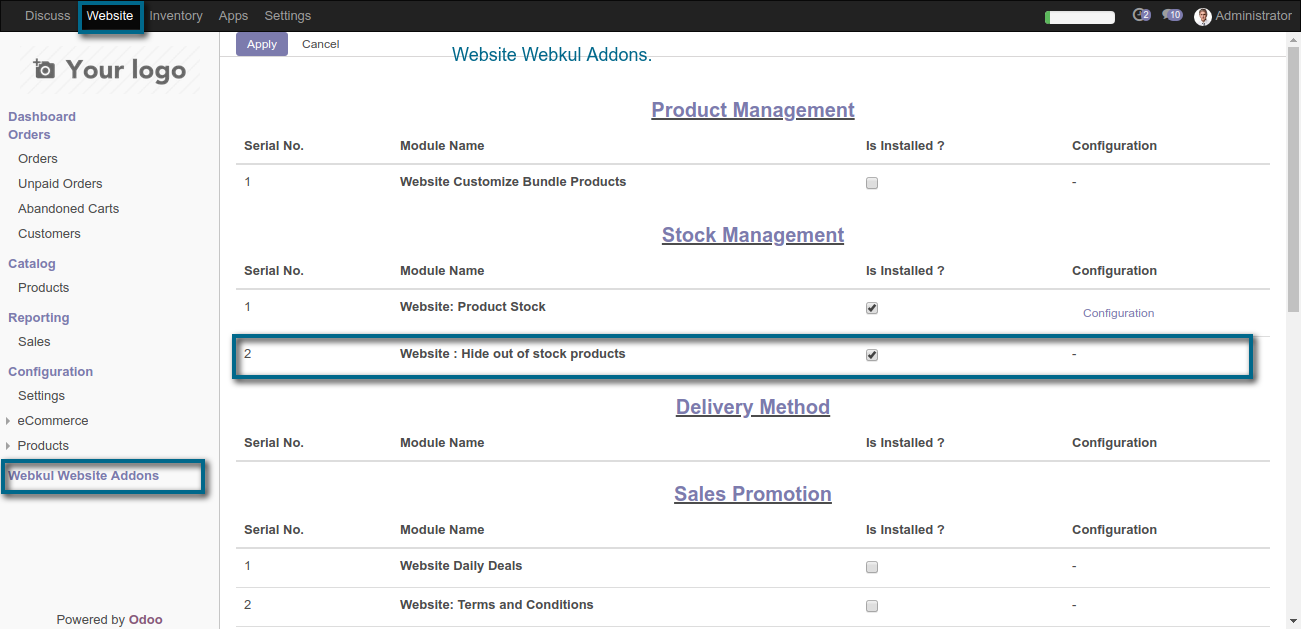 Discuss Website Inventory Apps Settings 2 10 Administrator
Your logo
Dashboard
Orders
Orders
Unpaid Orders
Abandoned Carts
Customers
Catalog
Products
Reporting
Sales
Configuration
Settings
eCommerce
Products
Webkul Website Addons
Powered by Odoo
Apply Cancel
Website Webkul Addons.
Product Management
Serial No. Module Name Is Installed ? Configuration
1 Website Customize Bundle Products -
Stock Management
Serial No. Module Name Is Installed ? Configuration
1 Website: Product Stock Configuration
2 Website : Hide out of stock products -
Delivery Method
Serial No. Module Name Is Installed ? Configuration
Sales Promotion
Serial No. Module Name Is Installed ? Configuration
1 Website Daily Deals -
2 Website: Terms and Conditions -